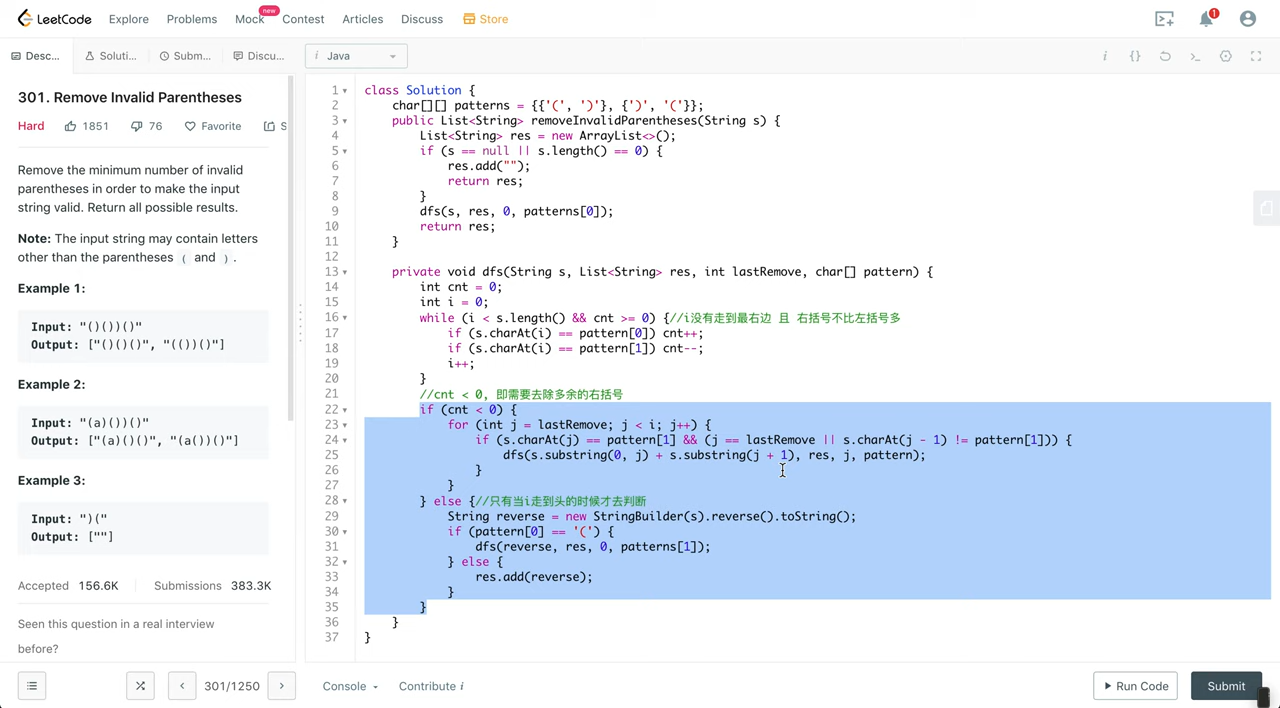 LeetCode Explore Problems Mock new Contest Articles Discuss Store 1
Desc... Soluti... Subm... Discu... i Java
301. Remove Invalid Parentheses
Hard 1851 76 Favorite S
Remove the minimum number of invalid
parentheses in order to make the input
string valid. Return all possible results.
Note: The input string may contain letters
other than the parentheses ( and ) .
Example 1:
Input: "()())()"
Output: ["()()()", "(())()"]
Example 2:
Input: "(a)())()"
Output: ["(a)()()", "(a())()"]
Example 3:
Input: ")("
Output: [""]
Accepted 156.6K Submissions 383.3K
Seen this question in a real interview
before?
1 class Solution {
2 char[][] patterns = {{'(', ')'}, {')', '('}};
3 public List<String> removeInvalidParentheses(String s) {
4 List<String> res = new ArrayList<>();
5 if (s == null || s.length() == 0) {
6 res.add("");
7 return res;
8 }
9 dfs(s, res, 0, patterns[0]);
10 return res;
11 }
12
13 private void dfs(String s, List<String> res, int lastRemove, char[] pattern) {
14 int cnt = 0;
15 int i = 0;
16 while (i < s.length() && cnt >= 0) {//i没有走到最右边 且 右括号不比左括号多
17 if (s.charAt(i) == pattern[0]) cnt++;
18 if (s.charAt(i) == pattern[1]) cnt--;
19 i++;
20 }
21 //cnt < 0, 即需要去除多余的右括号
22 if (cnt < 0) {
23 for (int j = lastRemove; j < i; j++) {
24 if (s.charAt(j) == pattern[1] && (j == lastRemove || s.charAt(j - 1) != pattern[1])) {
25 dfs(s.substring(0, j) + s.substring(j + 1), res, j, pattern);
26 }
27 }
28 } else {//只有当i走到头的时候才去判断
29 String reverse = new StringBuilder(s).reverse().toString();
30 if (pattern[0] == '(') {
31 dfs(reverse, res, 0, patterns[1]);
32 } else {
33 res.add(reverse);
34 }
35 }
36 }
37 }
301/1250 Console Contribute i Run Code Submit